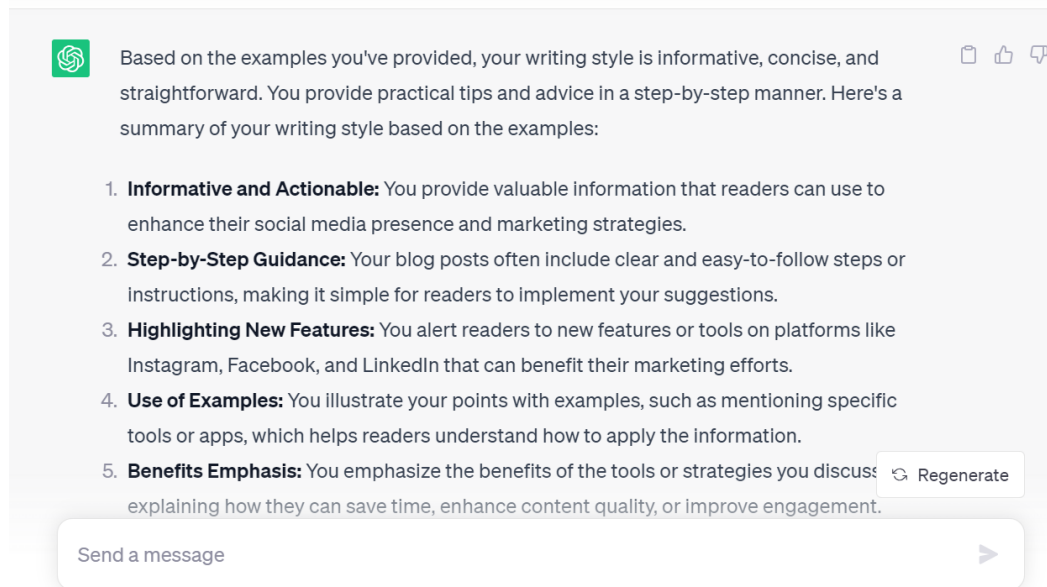 Based on the examples you've provided, your writing style is informative, concise, and
straightforward. You provide practical tips and advice in a step-by-step manner. Here's a
summary of your writing style based on the examples:
1. Informative and Actionable: You provide valuable information that readers can use to
enhance their social media presence and marketing strategies.
2. Step-by-Step Guidance: Your blog posts often include clear and easy-to-follow steps or
instructions, making it simple for readers to implement your suggestions.
3. Highlighting New Features: You alert readers to new features or tools on platforms like
Instagram, Facebook, and LinkedIn that can benefit their marketing efforts.
4. Use of Examples: You illustrate your points with examples, such as mentioning specific
tools or apps, which helps readers understand how to apply the information.
5. Benefits Emphasis: You emphasize the benefits of the tools or strategies you discuss
Regenerate
explaining how they can save time, enhance content quality, or improve engagement.
Send a message